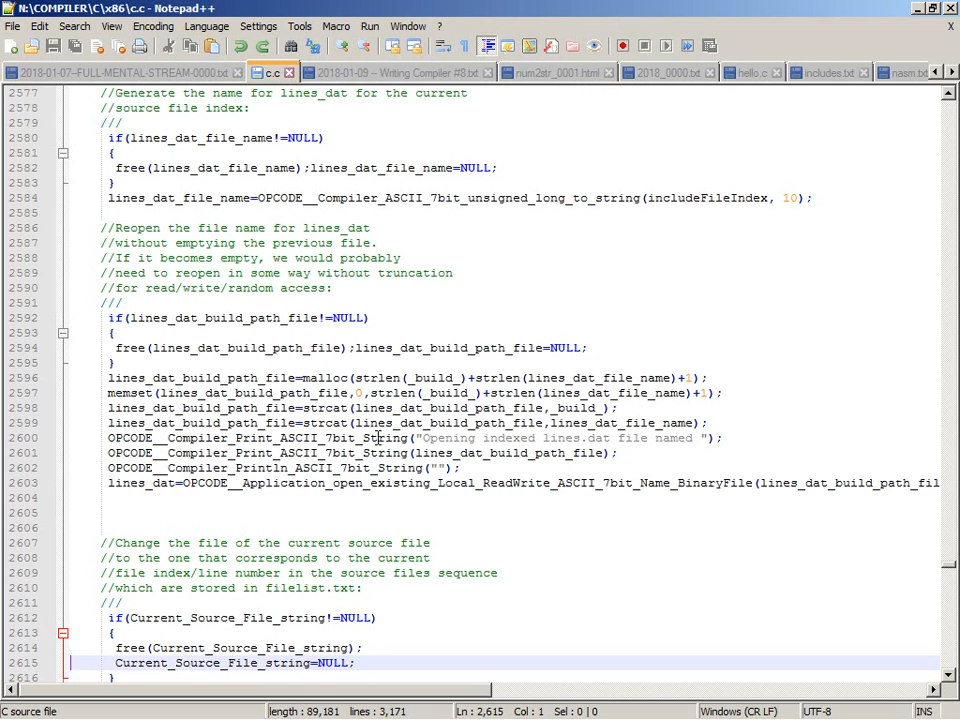 N:\COMPILER\C\x86\c.c - Notepad++
File Edit Search View Encoding Language Settings Tools Macro Run Window ? X
2018-01-07-FULL-MENTAL-STREAM-0000.txt c.c 2018-01-09 -- Writing Compiler #8.txt num2str_0001.html 2018_0000.txt hello.c includes.txt nasm.txt
2577 //Generate the name for lines_dat for the current
2578 //source file index:
2579 ///
2580 if(lines_dat_file_name!=NULL)
2581 {
2582 free(lines_dat_file_name);lines_dat_file_name=NULL;
2583 }
2584 lines_dat_file_name=OPCODE__Compiler_ASCII_7bit_unsigned_long_to_string(includeFileIndex, 10);
2585
2586 //Reopen the file name for lines_dat
2587 //without emptying the previous file.
2588 //If it becomes empty, we would probably
2589 //need to reopen in some way without truncation
2590 //for read/write/random access:
2591 ///
2592 if(lines_dat_build_path_file!=NULL)
2593 {
2594 free(lines_dat_build_path_file);lines_dat_build_path_file=NULL;
2595 }
2596 lines_dat_build_path_file=malloc(strlen(_build_)+strlen(lines_dat_file_name)+1);
2597 memset(lines_dat_build_path_file,0,strlen(_build_)+strlen(lines_dat_file_name)+1);
2598 lines_dat_build_path_file=strcat(lines_dat_build_path_file,_build_);
2599 lines_dat_build_path_file=strcat(lines_dat_build_path_file,lines_dat_file_name);
2600 OPCODE__Compiler_Print_ASCII_7bit_String("Opening indexed lines.dat file named ");
2601 OPCODE__Compiler_Print_ASCII_7bit_String(lines_dat_build_path_file);
2602 OPCODE__Compiler_Println_ASCII_7bit_String("");
2603 lines_dat=OPCODE__Application_open_existing_Local_ReadWrite_ASCII_7bit_Name_BinaryFile(lines_dat_build_path_fil
2604
2605
2606
2607 //Change the file of the current source file
2608 //to the one that corresponds to the current
2609 //file index/line number in the source files sequence
2610 //which are stored in filelist.txt:
2611 ///
2612 if(Current_Source_File_string!=NULL)
2613 {
2614 free(Current_Source_File_string);
2615 Current_Source_File_string=NULL;
2616 }
C source file length : 89,181 lines : 3,171 Ln : 2,615 Col : 1 Sel : 0 | 0 Windows (CR LF) UTF-8 INS